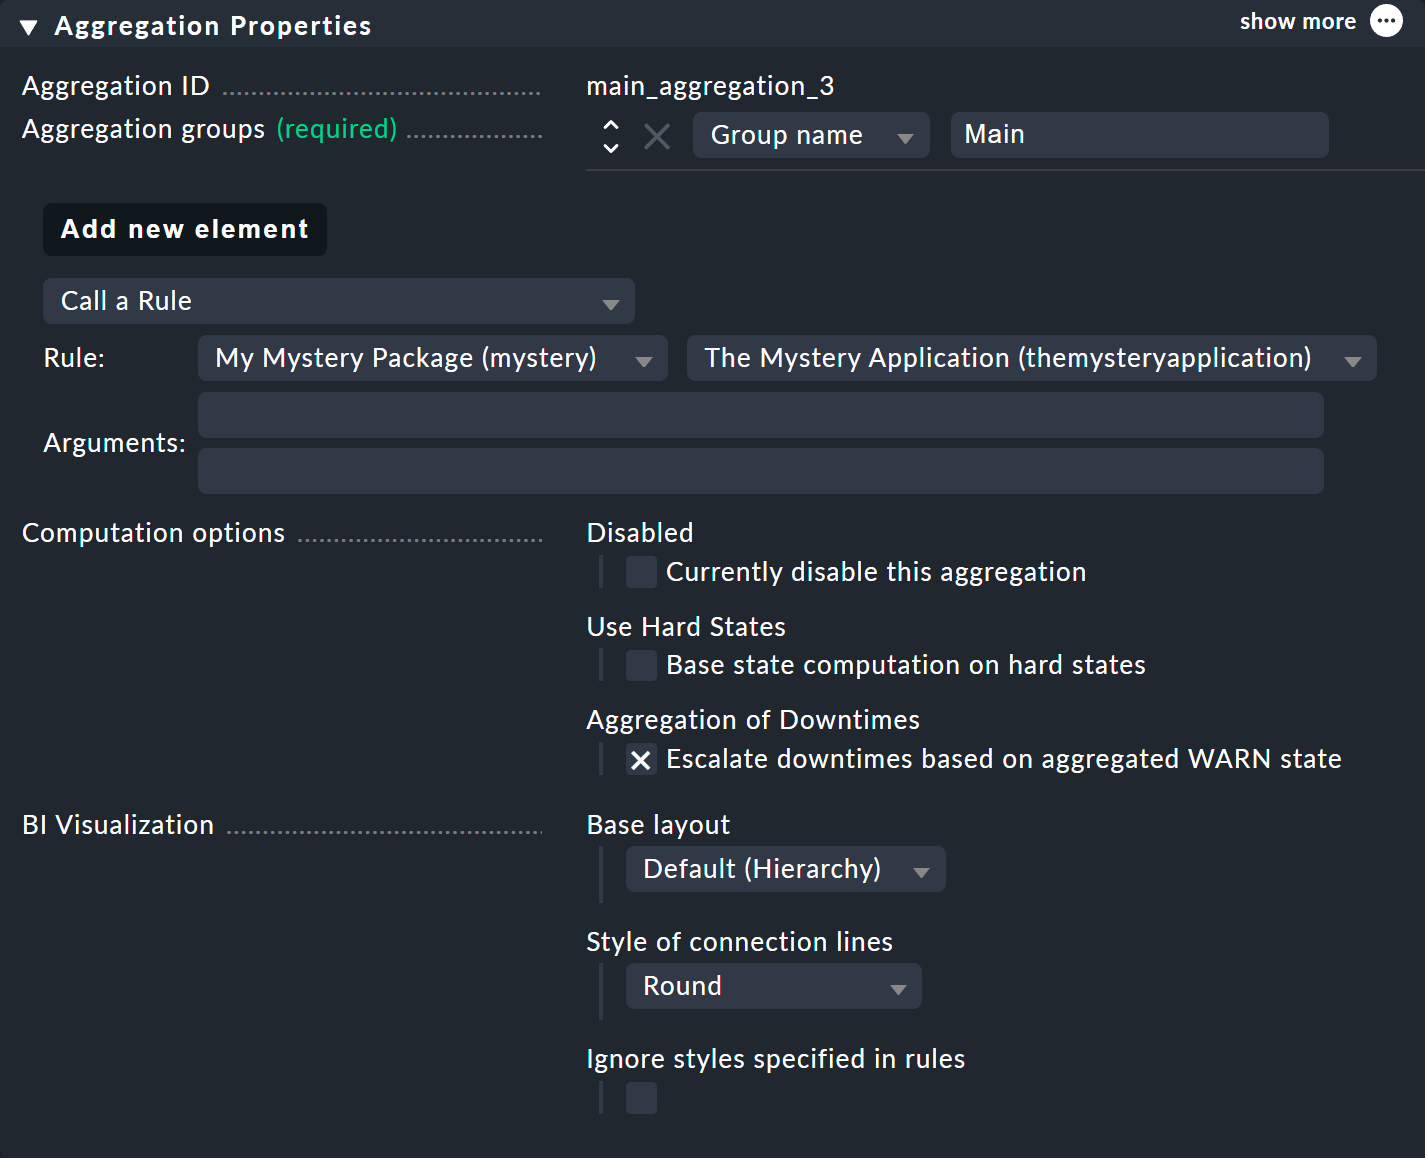 Aggregation Properties
show more
Aggregation ID
main_aggregation_3
Aggregation groups (required)
Group name
Main
Add new element
Call a Rule
Rule:
My Mystery Package (mystery)
The Mystery Application (themysteryapplication)
Arguments:
Computation options
Disabled
Currently disable this aggregation
Use Hard States
Base state computation on hard states
Aggregation of Downtimes
Escalate downtimes based on aggregated WARN state
BI Visualization
Base layout
Default (Hierarchy)
Style of connection lines
Round
Ignore styles specified in rules